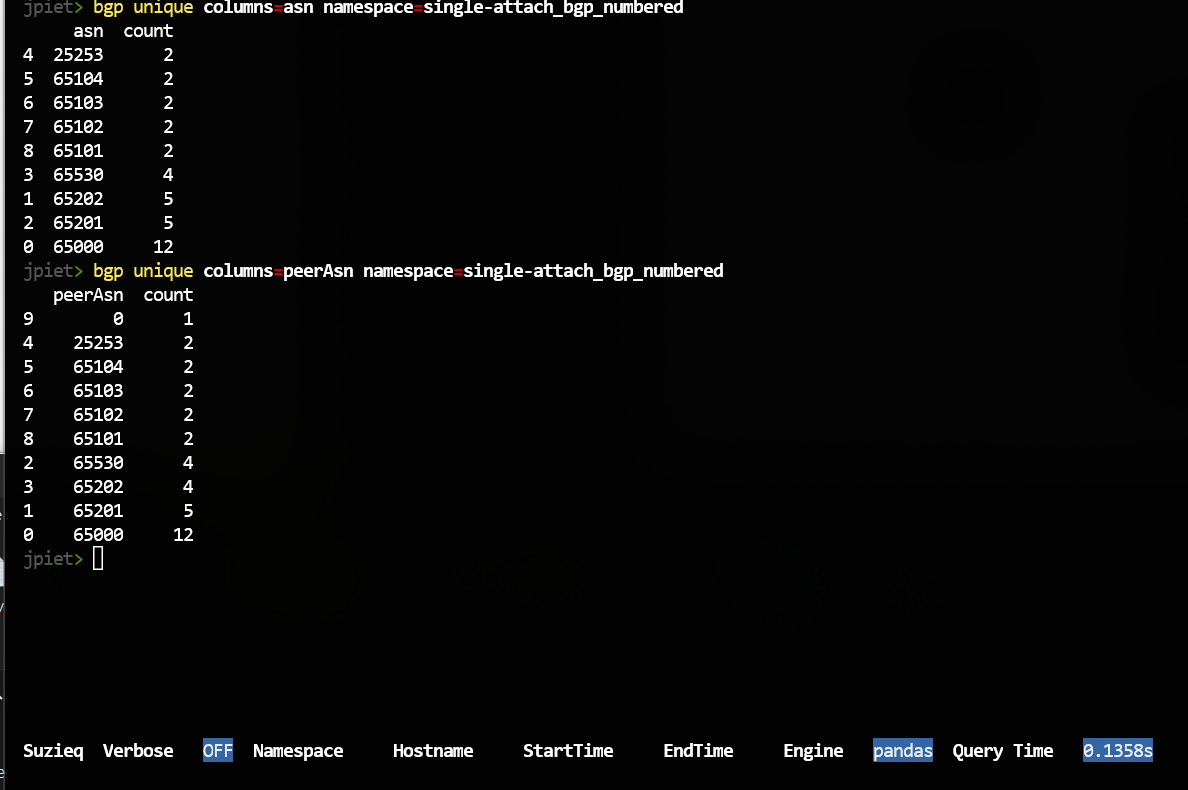 jpiet> bgp unique columns=asn namespace=single-attach_bgp_numbered
asn count
4 25253 2
5 65104 2
6 65103 2
7 65102 2
8 65101 2
3 65530 4
1 65202 5
2 65201 5
0 65000 12
jpiet> bgp unique columns=peerAsn namespace=single-attach_bgp_numbered
peerAsn count
9 0 1
4 25253 2
5 65104 2
6 65103 2
7 65102 2
8 65101 2
2 65530 4
3 65202 4
1 65201 5
0 65000 12
jpiet>
Suzieq Verbose OFF Namespace Hostname StartTime EndTime Engine pandas Query Time 0.1358s